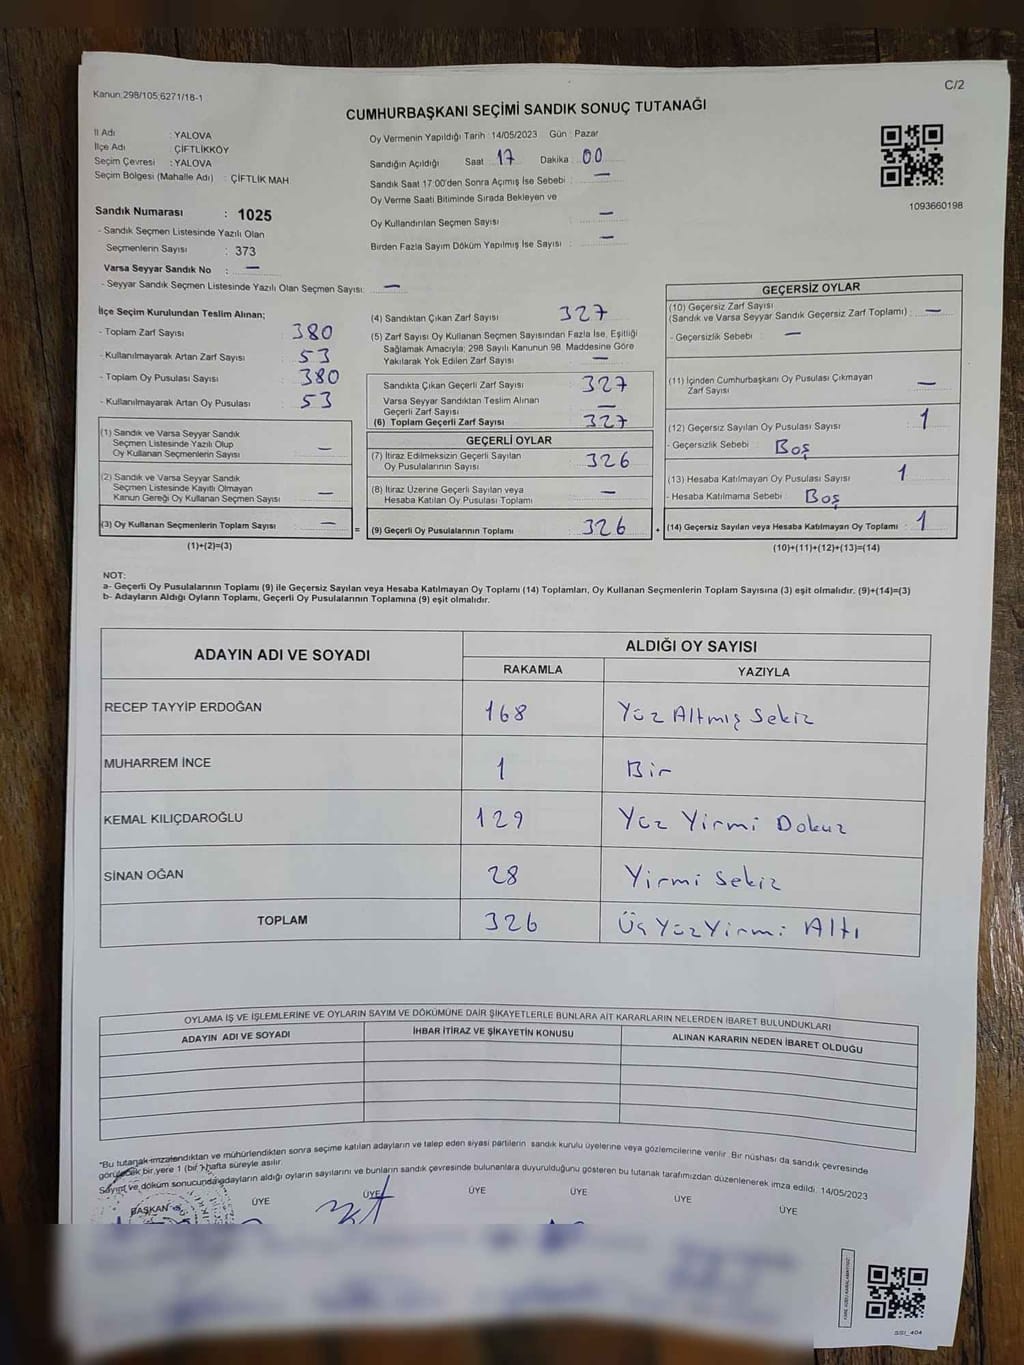 Kanun;298/105;6271/18-1
C/2
CUMHURBAŞKANI SEÇİMİ SANDIK SONUÇ TUTANAĞI
İl Adı : YALOVA
İlçe Adı : ÇİFTLİKKÖY
Seçim Çevresi : YALOVA
Seçim Bölgesi (Mahalle Adı) : ÇİFTLİK MAH.
Sandık Numarası : 1025
- Sandık Seçmen Listesinde Yazılı Olan
Seçmenlerin Sayısı : 373
Varsa Seyyar Sandık No : —
- Seyyar Sandık Seçmen Listesinde Yazılı Olan Seçmen Sayısı: —
Oy Vermenin Yapıldığı Tarih : 14/05/2023 Gün : Pazar
Sandığın Açıldığı Saat 17 Dakika 00
Sandık Saat 17:00'den Sonra Açımış İse Sebebi : —
Oy Verme Saati Bitiminde Sırada Bekleyen ve
Oy Kullandırılan Seçmen Sayısı : —
Birden Fazla Sayım Döküm Yapılmış İse Sayısı : —
1093660198
İlçe Seçim Kurulundan Teslim Alınan;
- Toplam Zarf Sayısı : 380
- Kullanılmayarak Artan Zarf Sayısı : 53
- Toplam Oy Pusulası Sayısı : 380
- Kullanılmayarak Artan Oy Pusulası : 53
(1) Sandık ve Varsa Seyyar Sandık
Seçmen Listesinde Yazılı Olup
Oy Kullanan Seçmenlerin Sayısı : —
(2) Sandık ve Varsa Seyyar Sandık
Seçmen Listesinde Kayıtlı Olmayan
Kanun Gereği Oy Kullanan Seçmen Sayısı : —
(3) Oy Kullanan Seçmenlerin Toplam Sayısı : —
(1)+(2)=(3)
=
(4) Sandıktan Çıkan Zarf Sayısı : 327
(5) Zarf Sayısı Oy Kullanan Seçmen Sayısından Fazla İse, Eşitliği
Sağlamak Amacıyla; 298 Sayılı Kanunun 98. Maddesine Göre
Yakılarak Yok Edilen Zarf Sayısı : —
Sandıkta Çıkan Geçerli Zarf Sayısı : 327
Varsa Seyyar Sandıktan Teslim Alınan
Geçerli Zarf Sayısı : —
(6) Toplam Geçerli Zarf Sayısı : 327
GEÇERLİ OYLAR
(7) İtiraz Edilmeksizin Geçerli Sayılan
Oy Pusulalarının Sayısı : 326
(8) İtiraz Üzerine Geçerli Sayılan veya
Hesaba Katılan Oy Pusulası Toplamı : —
(9) Geçerli Oy Pusulalarının Toplamı : 326
+
GEÇERSİZ OYLAR
(10) Geçersiz Zarf Sayısı
(Sandık ve Varsa Seyyar Sandık Geçersiz Zarf Toplamı) : —
- Geçersizlik Sebebi : —
(11) İçinden Cumhurbaşkanı Oy Pusulası Çıkmayan
Zarf Sayısı : —
(12) Geçersiz Sayılan Oy Pusulası Sayısı : 1
- Geçersizlik Sebebi : Boş
(13) Hesaba Katılmayan Oy Pusulası Sayısı : 1
- Hesaba Katılmama Sebebi : Boş
(14) Geçersiz Sayılan veya Hesaba Katılmayan Oy Toplamı : 1
(10)+(11)+(12)+(13)=(14)
NOT:
a- Geçerli Oy Pusulalarının Toplamı (9) ile Geçersiz Sayılan veya Hesaba Katılmayan Oy Toplamı (14) Toplamları, Oy Kullanan Seçmenlerin Toplam Sayısına (3) eşit olmalıdır. (9)+(14)=(3)
b- Adayların Aldığı Oyların Toplamı, Geçerli Oy Pusulalarının Toplamına (9) eşit olmalıdır.
ADAYIN ADI VE SOYADI
ALDIĞI OY SAYISI
RAKAMLA YAZIYLA
RECEP TAYYİP ERDOĞAN 168 Yüz Altmış Sekiz
MUHARREM İNCE 1 Bir
KEMAL KILIÇDAROĞLU 129 Yüz Yirmi Dokuz
SİNAN OĞAN 28 Yirmi Sekiz
TOPLAM 326 Üç Yüz Yirmi Altı
OYLAMA İŞ VE İŞLEMLERİNE VE OYLARIN SAYIM VE DÖKÜMÜNE DAİR ŞİKAYETLERLE BUNLARA AİT KARARLARIN NELERDEN İBARET BULUNDUKLARI
ADAYIN ADI VE SOYADI İHBAR İTİRAZ VE ŞİKAYETİN KONUSU ALINAN KARARIN NEDEN İBARET OLDUĞU
"Bu tutanak imzalandıktan ve mühürlendikten sonra seçime katılan adayların ve talep eden siyasi partilerin sandık kurulu üyelerine veya gözlemcilerine verilir. Bir nüshası da sandık çevresinde
görülecek bir yere 1 (bir) hafta süreyle asılır.
Sayım ve döküm sonucunda adayların aldığı oyların sayılarını ve bunların sandık çevresinde bulunanlara duyurulduğunu gösteren bu tutanak tarafımızdan düzenlenerek imza edildi. 14/05/2023
BAŞKAN ÜYE ÜYE ÜYE ÜYE ÜYE ÜYE
SSI_404